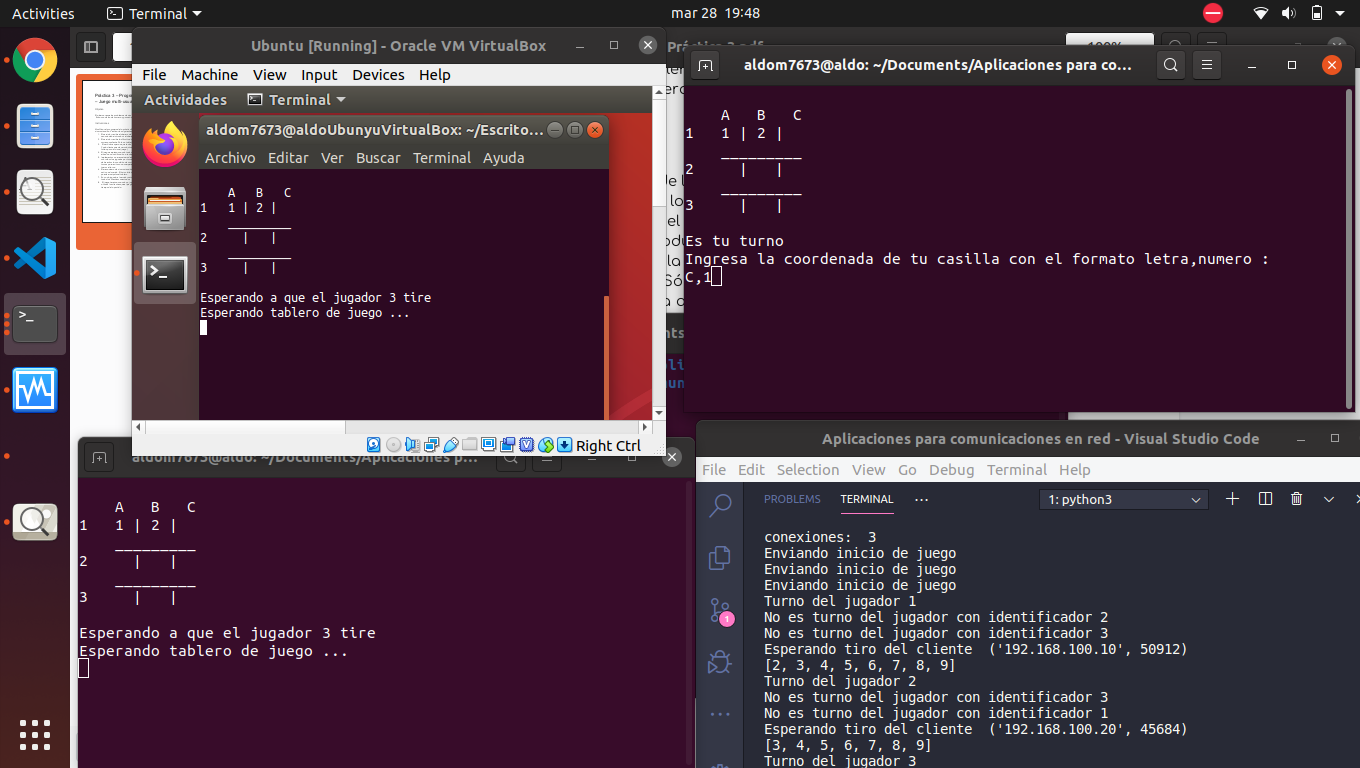 Activities
Terminal
mar 28 19:48
Ubuntu [Running] - Oracle VM VirtualBox
File Machine View Input Devices Help
Actividades
Terminal
aldom7673@aldoUbunyuVirtualBox: ~/Escrito...
Archivo Editar Ver Buscar Terminal Ayuda
A B C
1 1 | 2 |
_________
2 | |
_________
3 | |
Esperando a que el jugador 3 tire
Esperando tablero de juego ...
Right Ctrl
aldom7673@aldo: ~/Documents/Aplicaciones para co...
A B C
1 1 | 2 |
_________
2 | |
_________
3 | |
Es tu turno
Ingresa la coordenada de tu casilla con el formato letra,numero :
C,1
aldom7673@aldo: ~/Documents/Aplicaciones p...
A B C
1 1 | 2 |
_________
2 | |
_________
3 | |
Esperando a que el jugador 3 tire
Esperando tablero de juego ...
Aplicaciones para comunicaciones en red - Visual Studio Code
File Edit Selection View Go Debug Terminal Help
PROBLEMS TERMINAL ...
1: python3
1
conexiones: 3
Enviando inicio de juego
Enviando inicio de juego
Enviando inicio de juego
Turno del jugador 1
No es turno del jugador con identificador 2
No es turno del jugador con identificador 3
Esperando tiro del cliente ('192.168.100.10', 50912)
[2, 3, 4, 5, 6, 7, 8, 9]
Turno del jugador 2
No es turno del jugador con identificador 3
No es turno del jugador con identificador 1
Esperando tiro del cliente ('192.168.100.20', 45684)
[3, 4, 5, 6, 7, 8, 9]
Turno del jugador 3